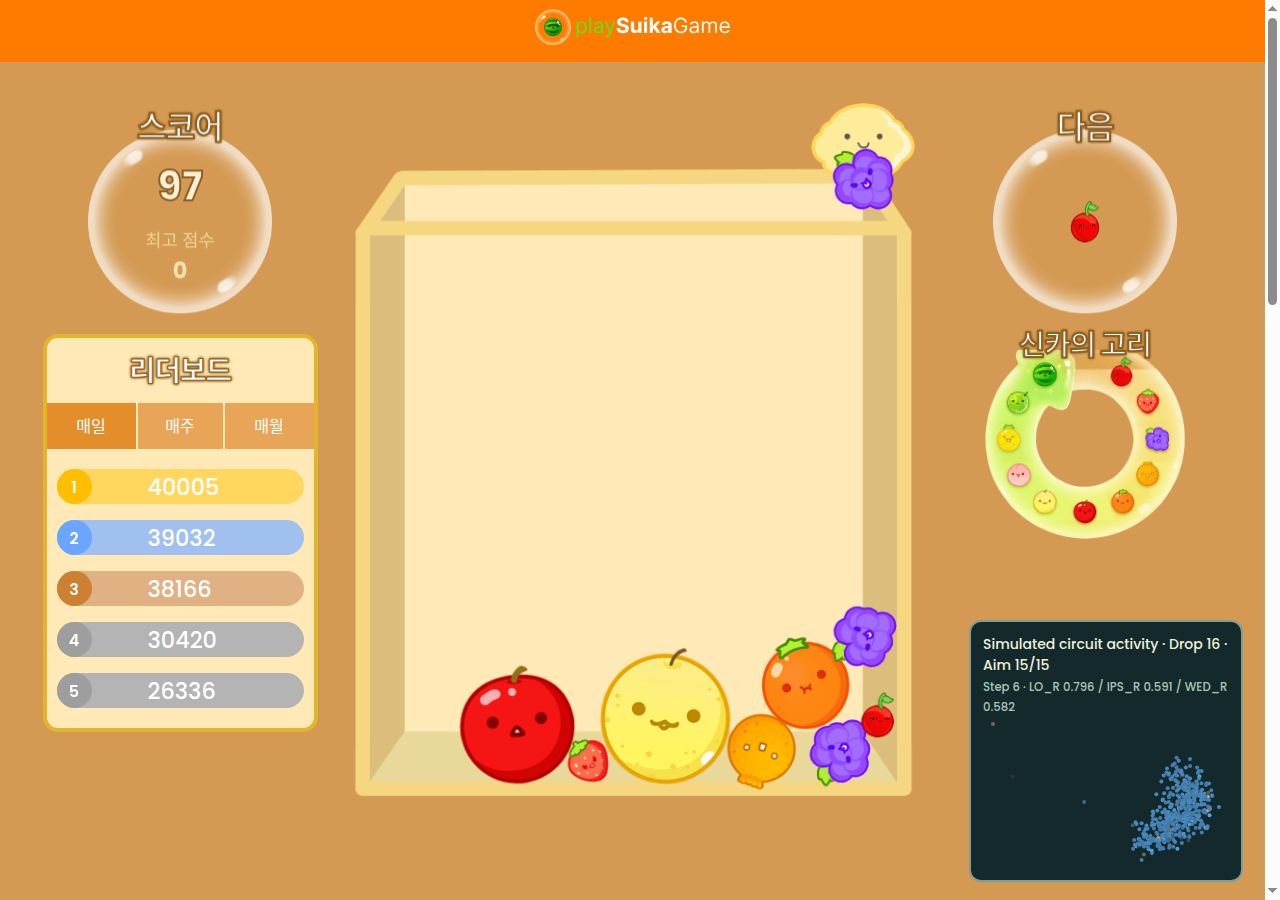 playSuikaGame
스코어
97
최고 점수
0
다음
신카의 고리
리더보드
매일 매주 매월
1 40005
2 39032
3 38166
4 30420
5 26336
Simulated circuit activity · Drop 16 ·
Aim 15/15
Step 6 · LO_R 0.796 / IPS_R 0.591 / WED_R
0.582